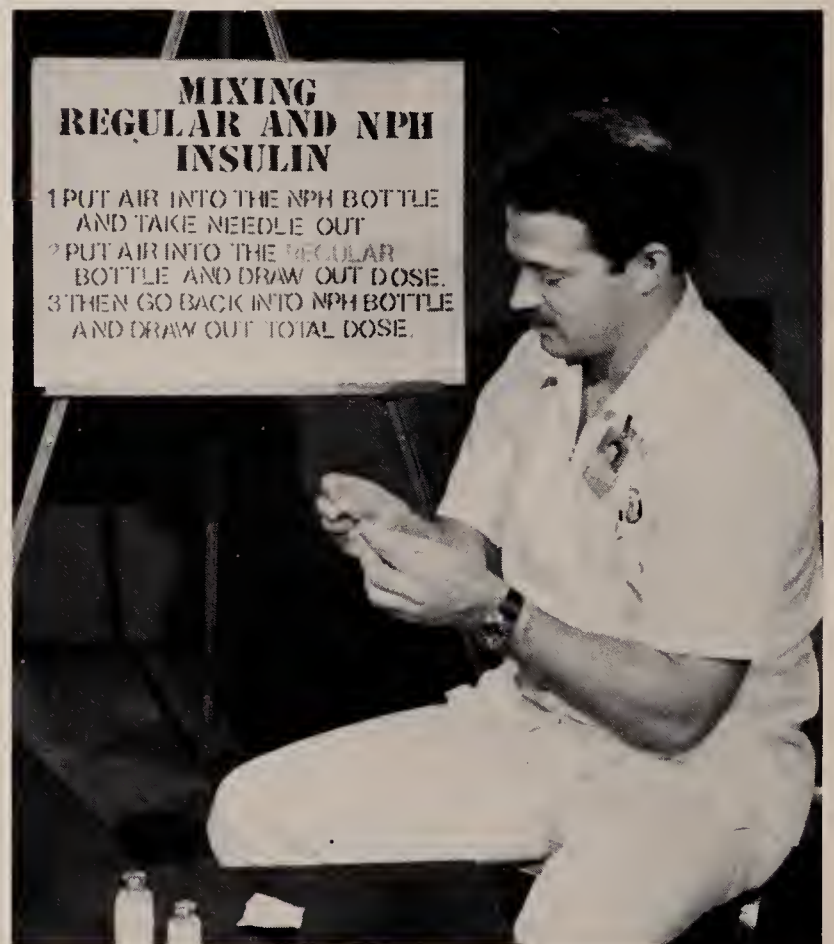 MIXING
REGULAR AND NPH
INSULIN
1 PUT AIR INTO THE NPH BOTTLE
AND TAKE NEEDLE OUT
2 PUT AIR INTO THE REGULAR
BOTTLE AND DRAW OUT DOSE.
3 THEN GO BACK INTO NPH BOTTLE
AND DRAW OUT TOTAL DOSE.